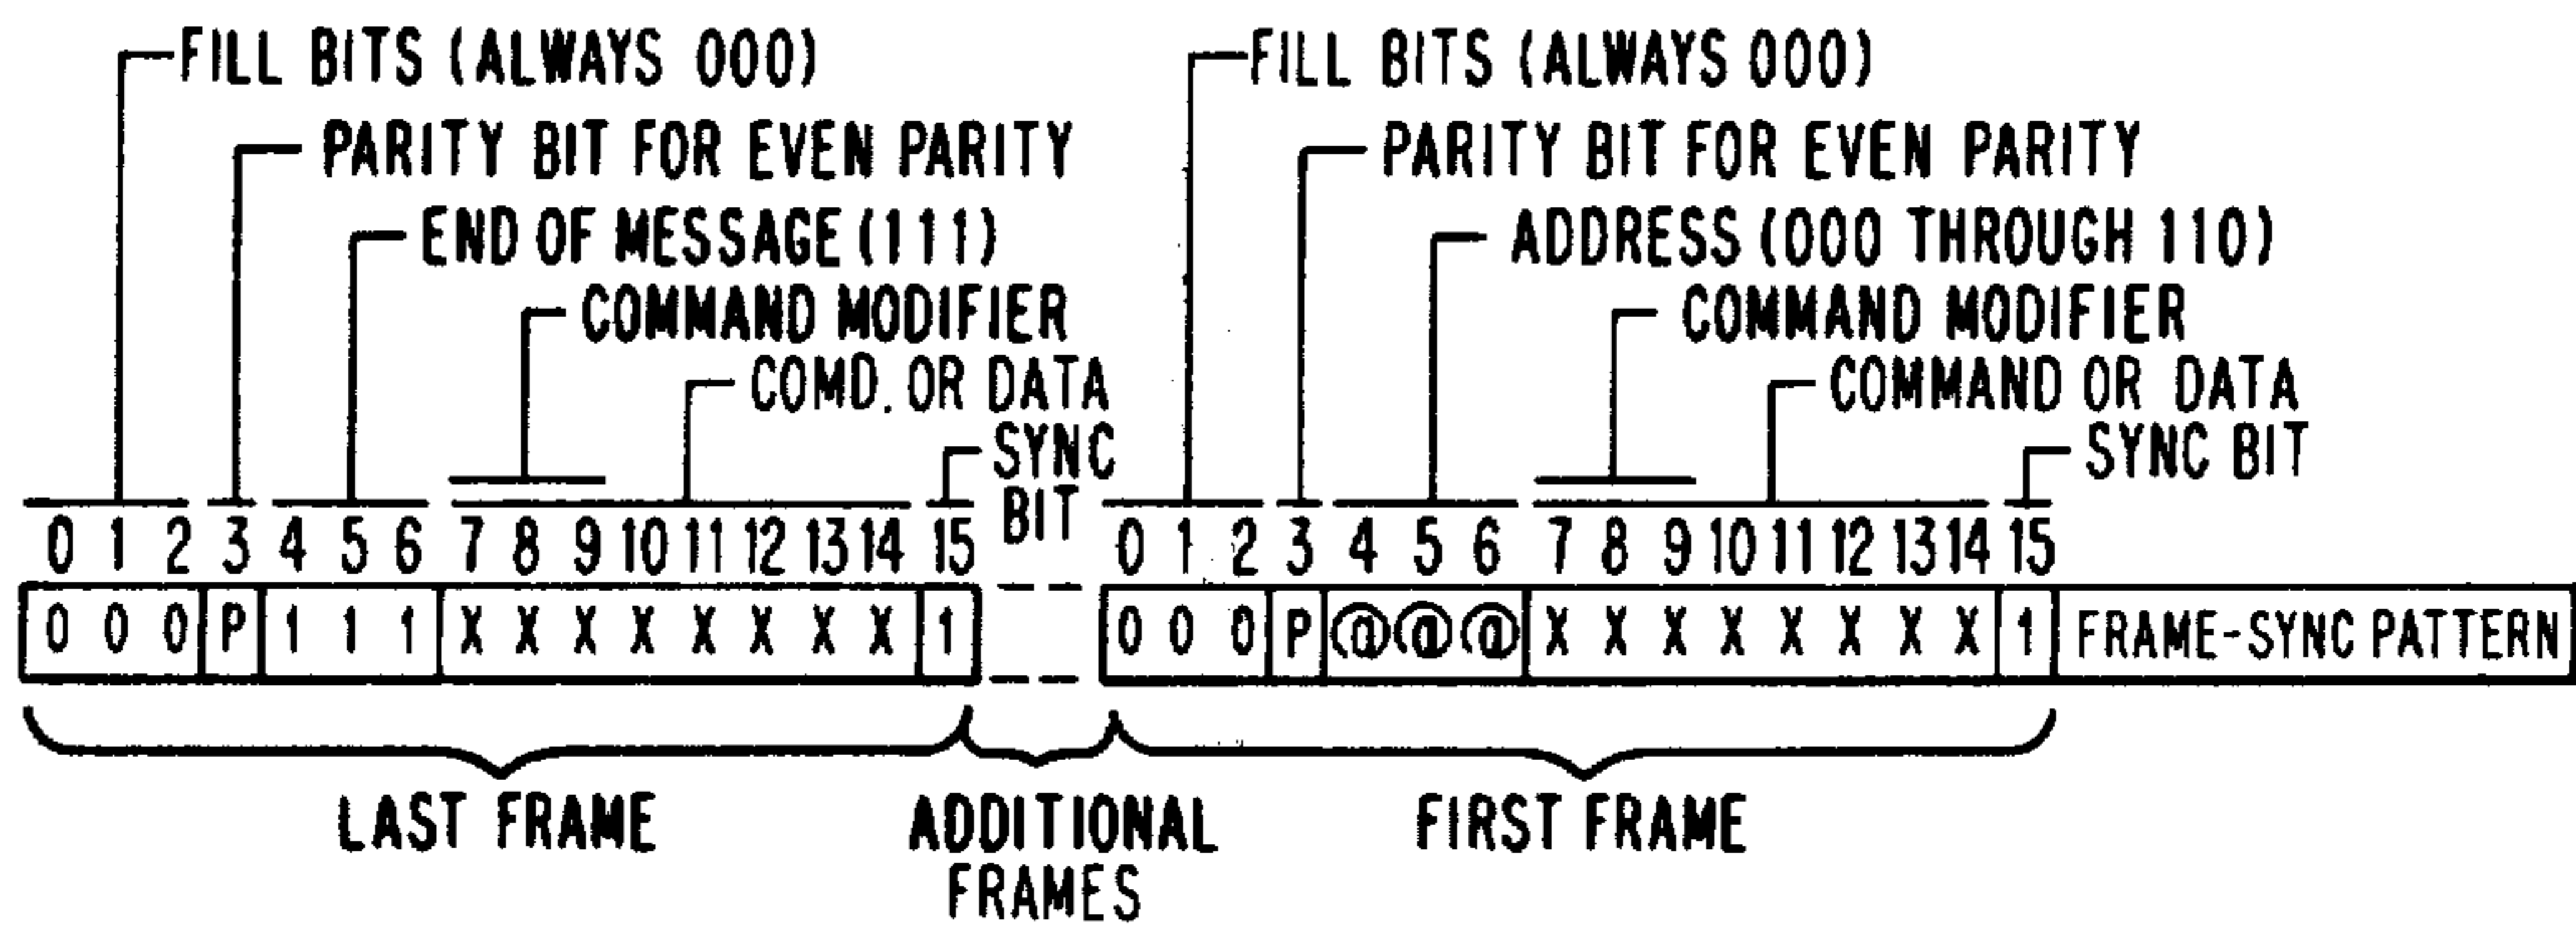 FILL BITS (ALWAYS 000)
PARITY BIT FOR EVEN PARITY
END OF MESSAGE (111)
COMMAND MODIFIER
COMD. OR DATA
SYNC
BIT
FILL BITS (ALWAYS 000)
PARITY BIT FOR EVEN PARITY
ADDRESS (000 THROUGH 110)
COMMAND MODIFIER
COMMAND OR DATA
SYNC BIT
0 1 2 3 4 5 6 7 8 9 10 11 12 13 14 15
0 1 2 3 4 5 6 7 8 9 10 11 12 13 14 15
0 0 0 P 1 1 1 X X X X X X X X 1
0 0 0 P @ @ @ X X X X X X X X 1 FRAME-SYNC PATTERN
LAST FRAME
ADDITIONAL
FRAMES
FIRST FRAME